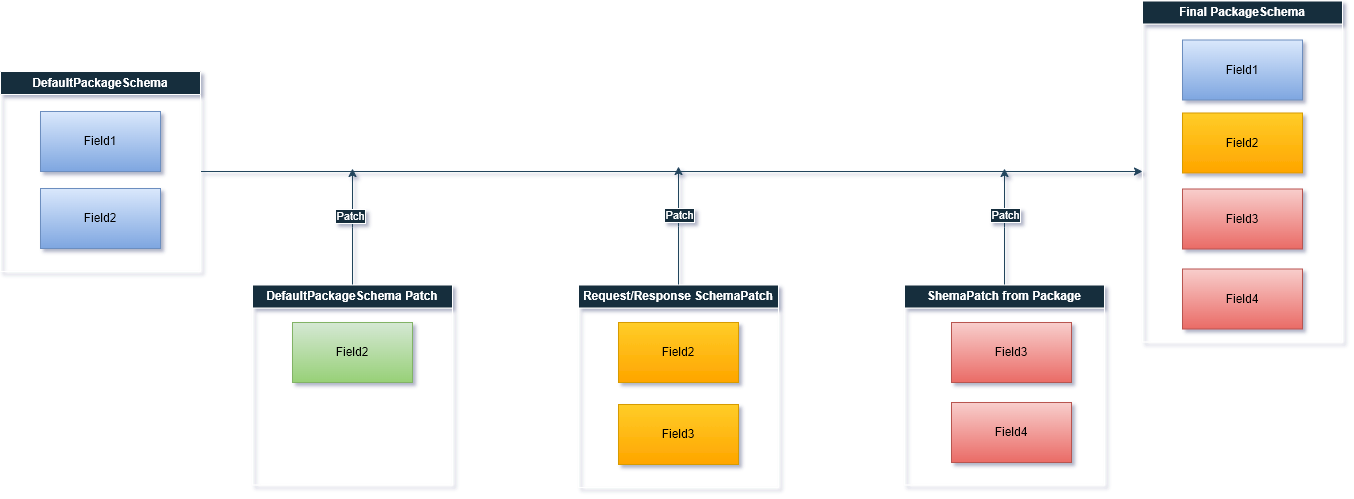 Final PackageSchema
Field1
Field2
Field3
Field4
DefaultPackageSchema
Field1
Field2
Patch
Patch
Patch
DefaultPackageSchema Patch
Field2
Request/Response SchemaPatch
Field2
Field3
ShemaPatch from Package
Field3
Field4